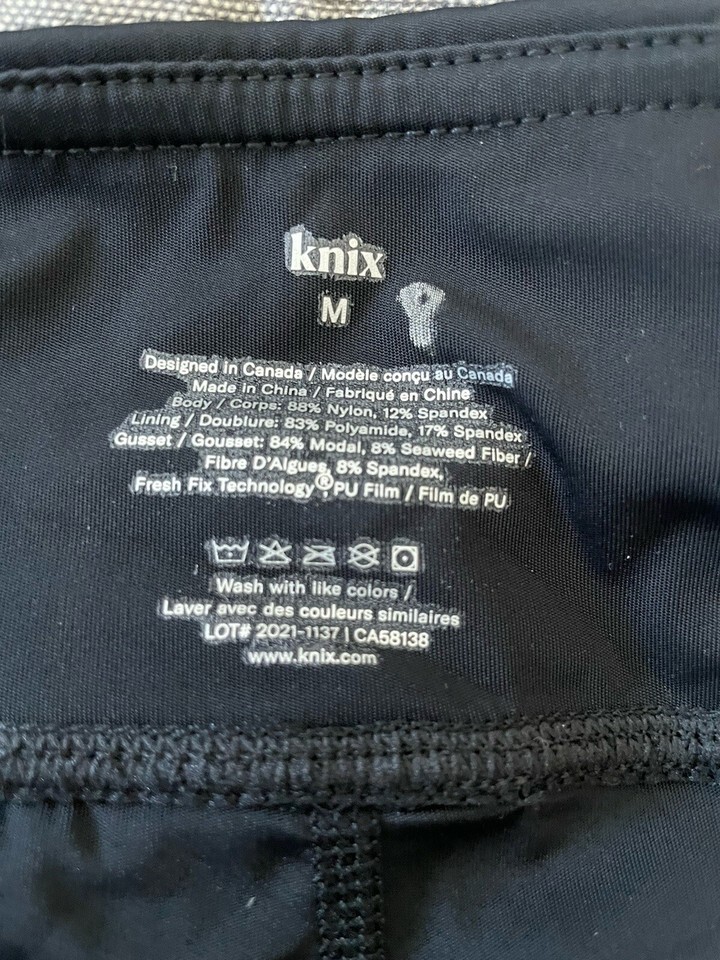 knix
M
Designed in Canada / Modèle conçu au Canada
Made in China / Fabriqué en Chine
Body / Corps: 88% Nylon, 12% Spandex
Lining / Doublure: 83% Polyamide, 17% Spandex
Gusset / Gousset: 84% Modal, 8% Seaweed Fiber /
Fibre D'Algues, 8% Spandex,
Fresh Fix Technology® PU Film / Film de PU
Wash with like colors /
Laver avec des couleurs similaires
LOT# 2021-1137 | CA58138
www.knix.com